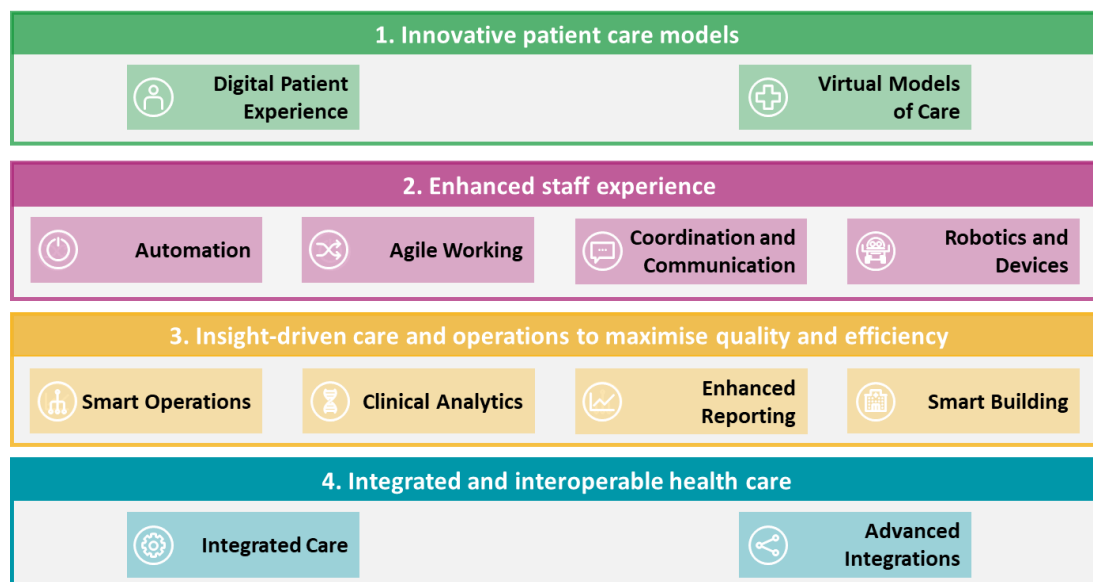 1. Innovative patient care models
Digital Patient
Experience
Virtual Models
of Care
2. Enhanced staff experience
Automation
Agile Working
Coordination and
Communication
Robotics and
Devices
3. Insight-driven care and operations to maximise quality and efficiency
Smart Operations
Clinical Analytics
Enhanced
Reporting
Smart Building
4. Integrated and interoperable health care
Integrated Care
Advanced
Integrations